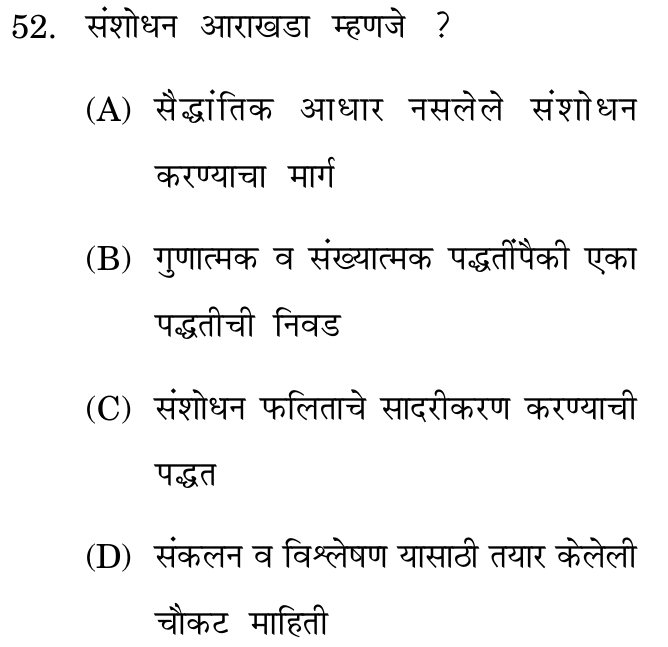 52. संशोधन आराखडा म्हणजे ?
(A) सैद्धांतिक आधार नसलेले संशोधन
करण्याचा मार्ग
(B) गुणात्मक व संख्यात्मक पद्धतींपैकी एका
पद्धतीची निवड
(C) संशोधन फलिताचे सादरीकरण करण्याची
पद्धत
(D) संकलन व विश्लेषण यासाठी तयार केलेली
चौकट माहिती